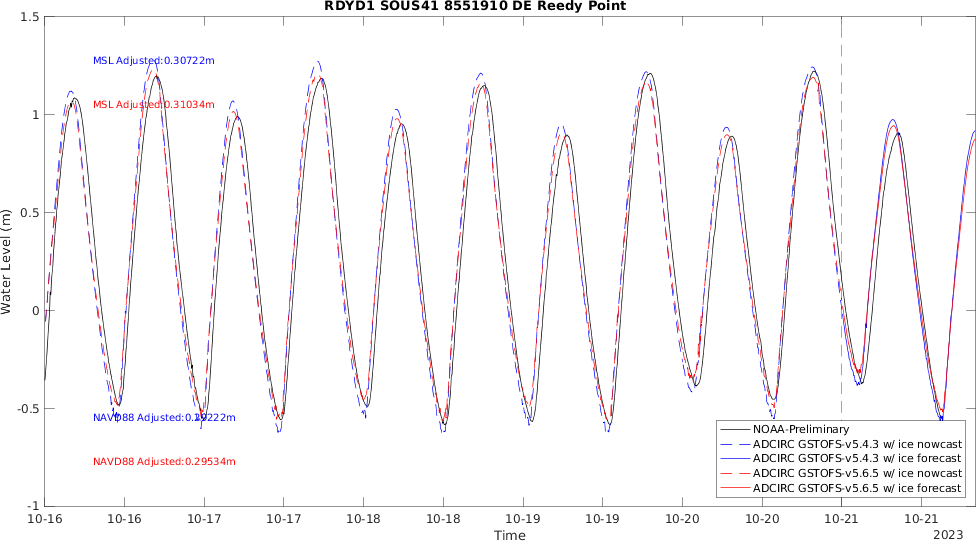 RDYD1 SOUS41 8551910 DE Reedy Point
1.5
1
0.5
0
-0.5
-1
Water Level (m)
MSL Adjusted:0.30722m
MSL Adjusted:0.31034m
NAVD88 Adjusted:0.29222m
NAVD88 Adjusted:0.29534m
NOAA-Preliminary
ADCIRC GSTOFS-v5.4.3 w/ ice nowcast
ADCIRC GSTOFS-v5.4.3 w/ ice forecast
ADCIRC GSTOFS-v5.6.5 w/ ice nowcast
ADCIRC GSTOFS-v5.6.5 w/ ice forecast
10-16 10-16 10-17 10-17 10-18 10-18 10-19 10-19 10-20 10-20 10-21 10-21
Time
2023